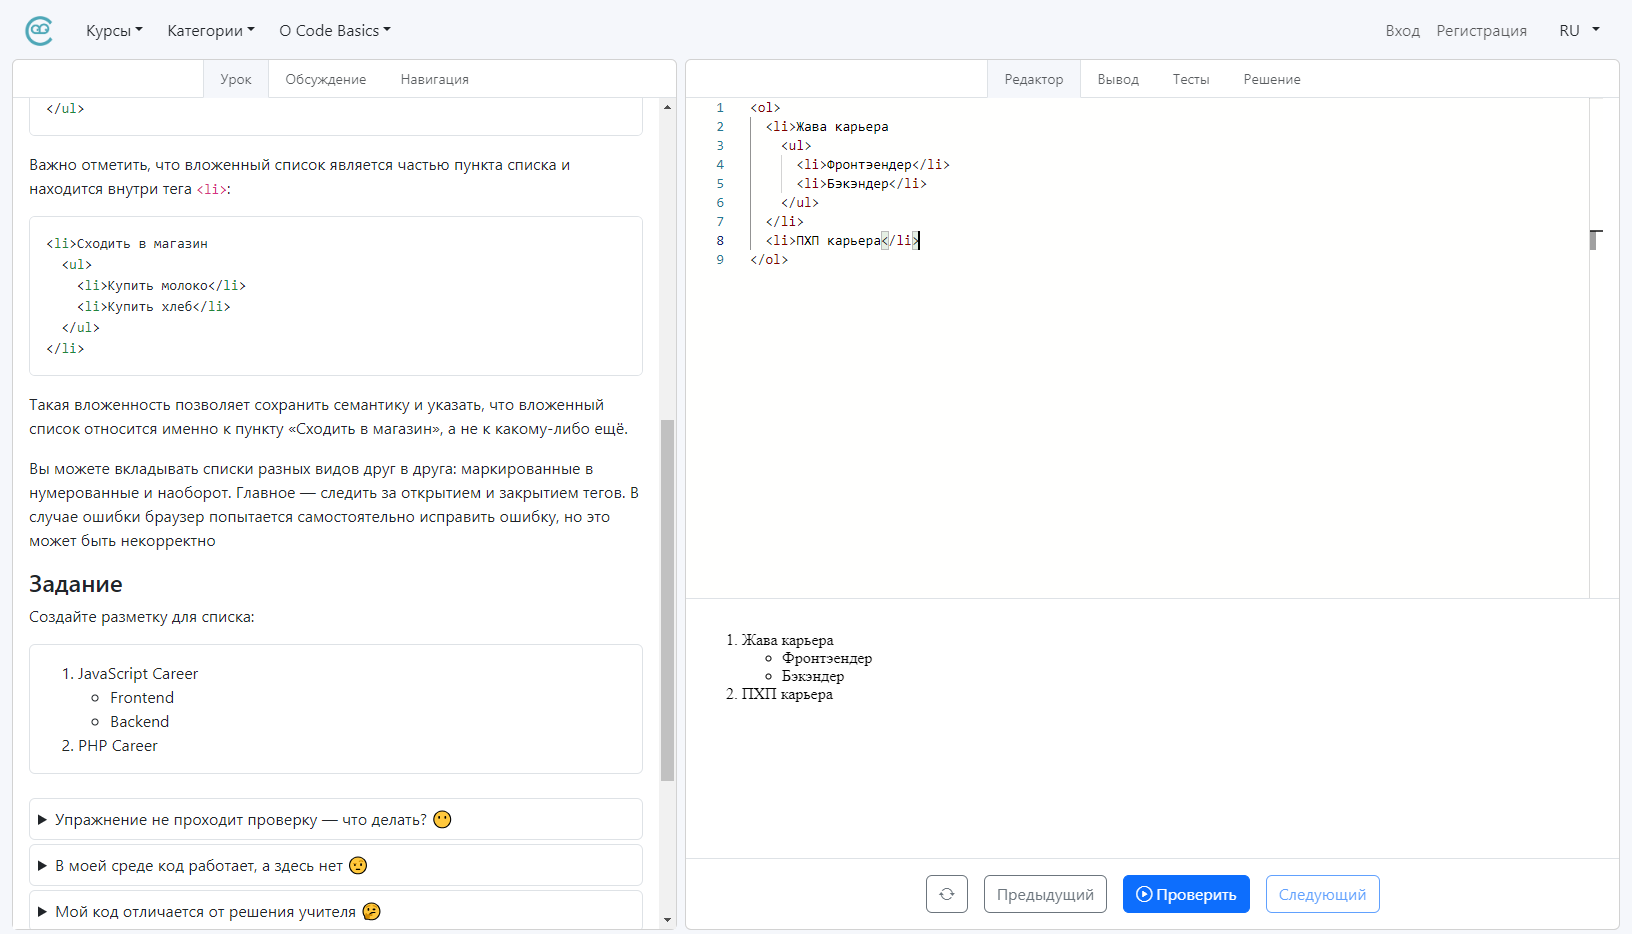 Курсы Категории О Code Basics Вход Регистрация RU
Урок Обсуждение Навигация
</ul>
Важно отметить, что вложенный список является частью пункта списка и
находится внутри тега <li>:
<li>Сходить в магазин
<ul>
<li>Купить молоко</li>
<li>Купить хлеб</li>
</ul>
</li>
Такая вложенность позволяет сохранить семантику и указать, что вложенный
список относится именно к пункту «Сходить в магазин», а не к какому-либо ещё.
Вы можете вкладывать списки разных видов друг в друга: маркированные в
нумерованные и наоборот. Главное — следить за открытием и закрытием тегов. В
случае ошибки браузер попытается самостоятельно исправить ошибку, но это
может быть некорректно
Задание
Создайте разметку для списка:
1. JavaScript Career
Frontend
Backend
2. PHP Career
Упражнение не проходит проверку — что делать? 😶
В моей среде код работает, а здесь нет 🤨
Мой код отличается от решения учителя 🤔
Редактор Вывод Тесты Решение
1 <ol>
2 <li>Жава карьера
3 <ul>
4 <li>Фронтэендер</li>
5 <li>Бэкэндер</li>
6 </ul>
7 </li>
8 <li>ПХП карьера</li>
9 </ol>
1. Жава карьера
Фронтэендер
Бэкэндер
2. ПХП карьера
Предыдущий Проверить Следующий